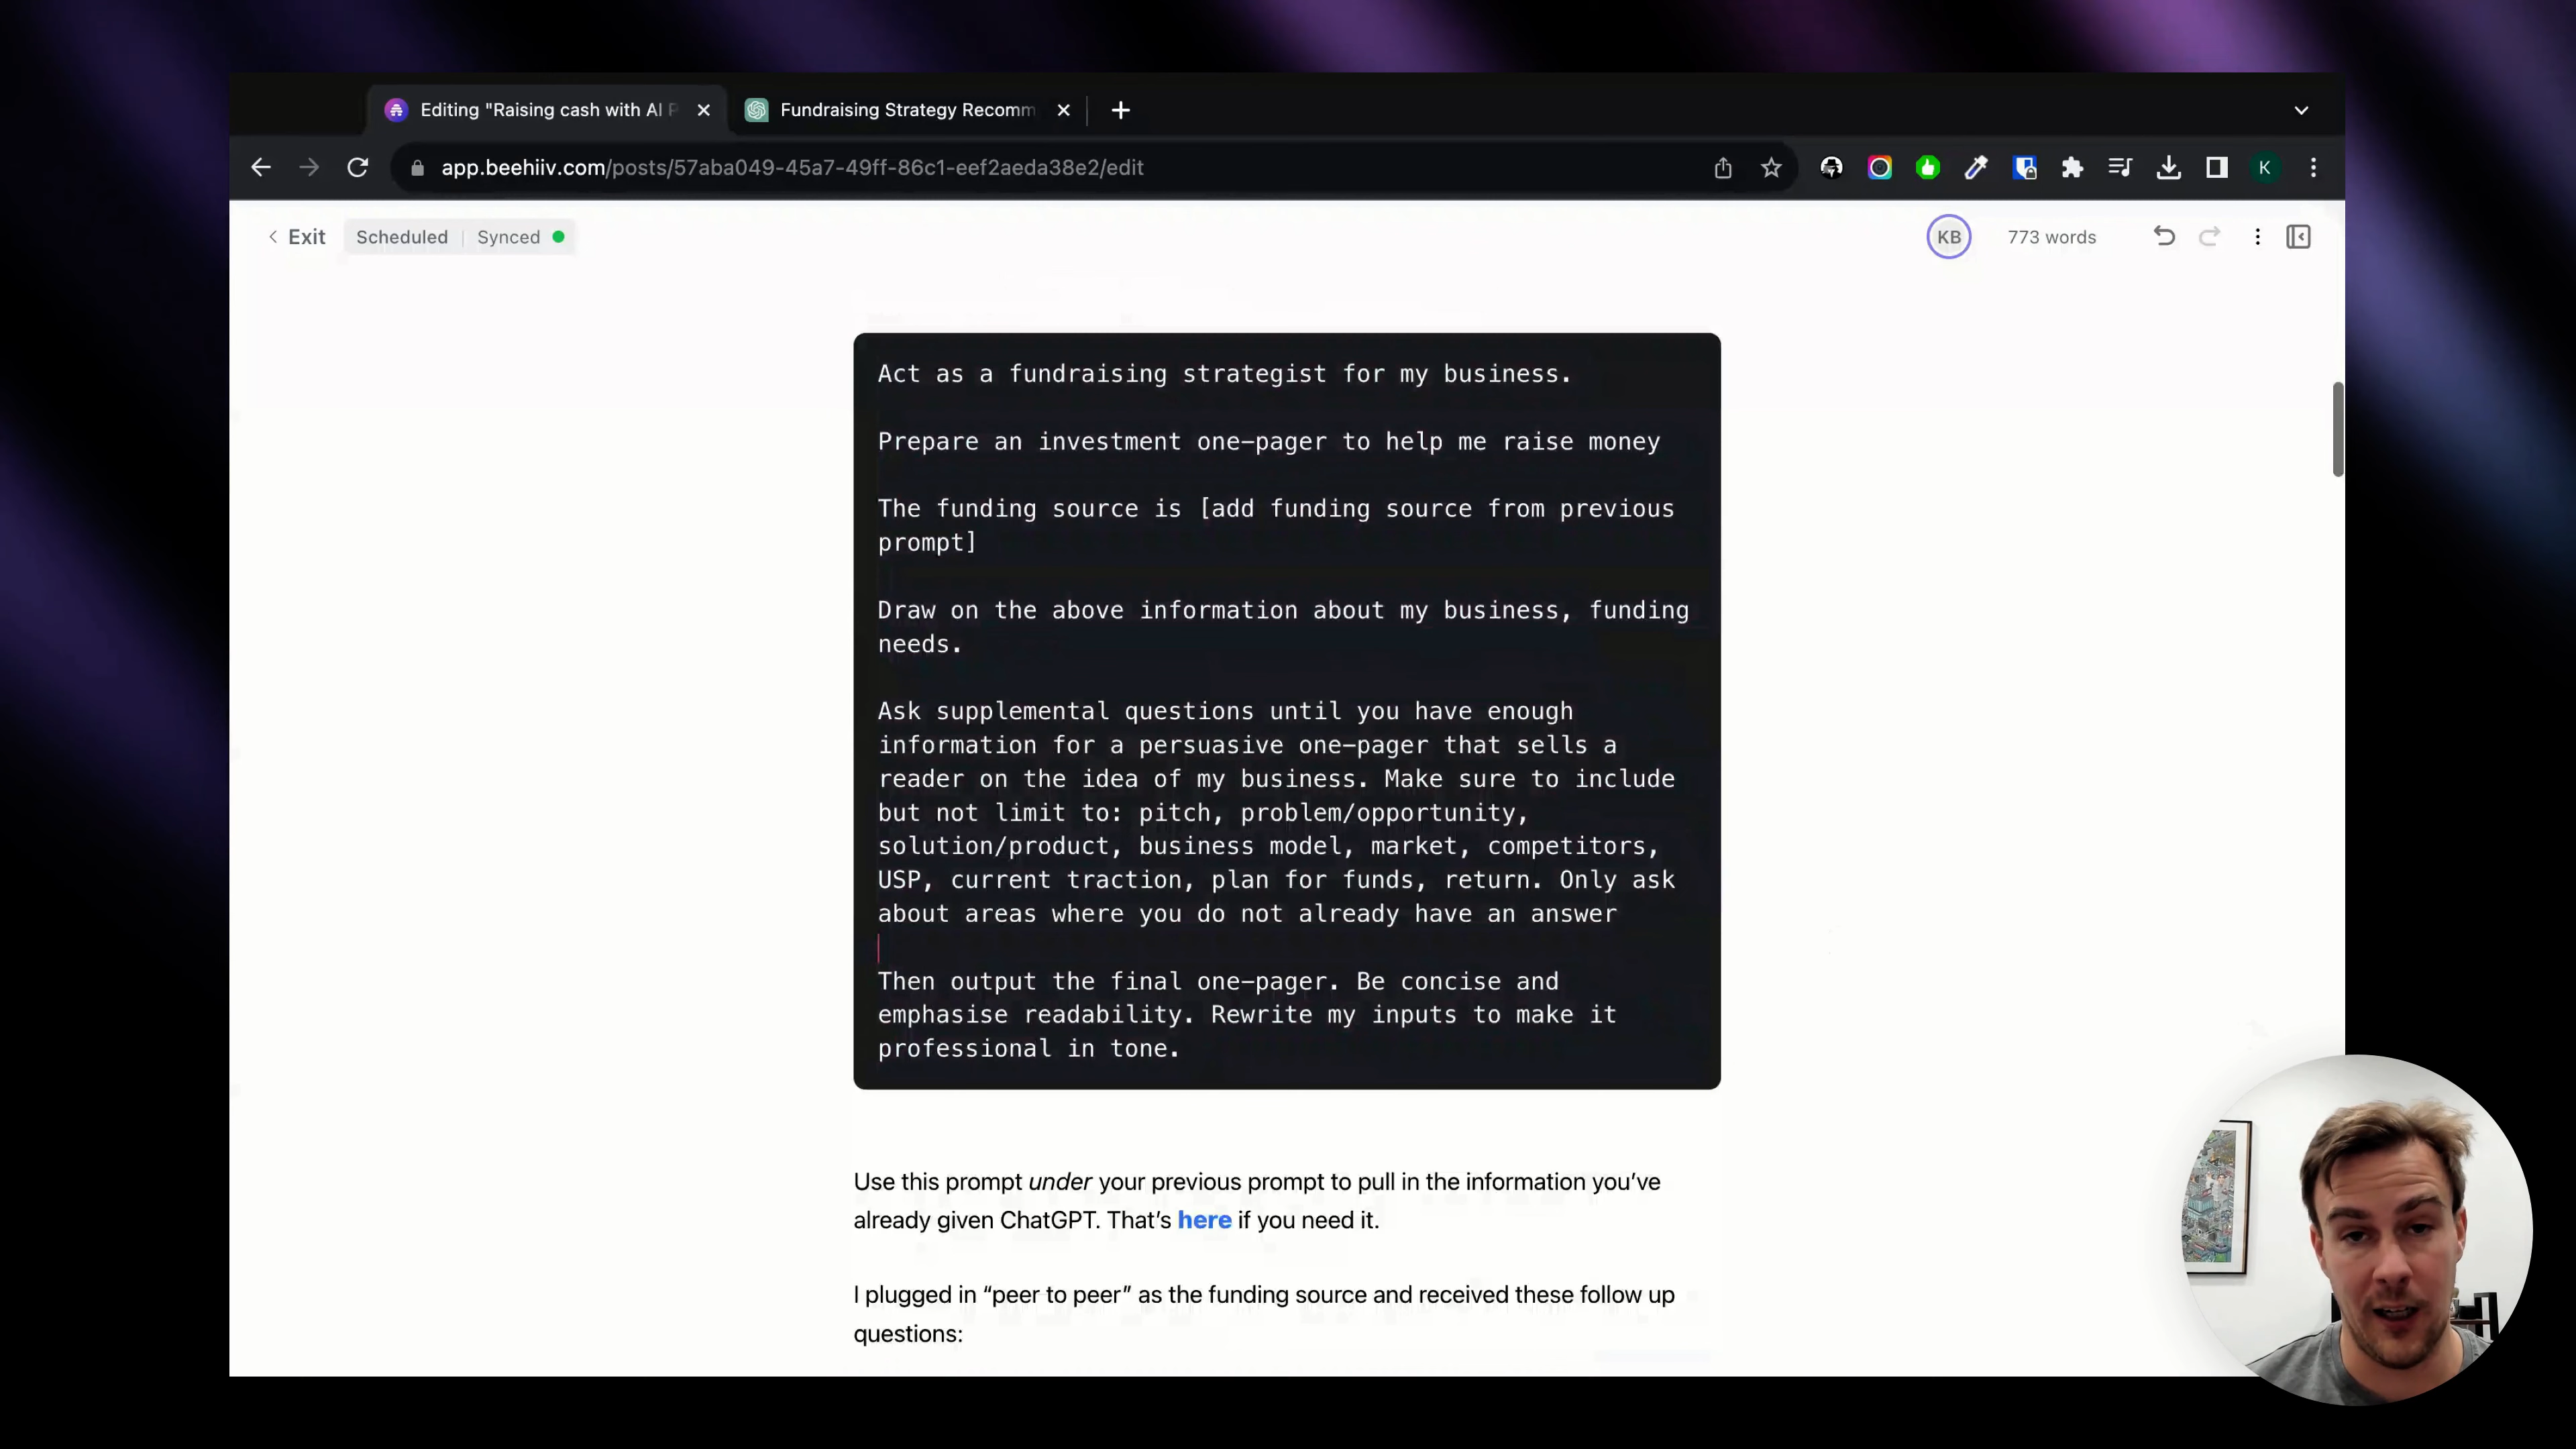 Editing "Raising cash with AI P
Fundraising Strategy Recomm
app.beehiiv.com/posts/57aba049-45a7-49ff-86c1-eef2aeda38e2/edit
K
Exit
Scheduled
Synced
KB
773 words
Act as a fundraising strategist for my business.
Prepare an investment one-pager to help me raise money
The funding source is [add funding source from previous
prompt]
Draw on the above information about my business, funding
needs.
Ask supplemental questions until you have enough
information for a persuasive one-pager that sells a
reader on the idea of my business. Make sure to include
but not limit to: pitch, problem/opportunity,
solution/product, business model, market, competitors,
USP, current traction, plan for funds, return. Only ask
about areas where you do not already have an answer
Then output the final one-pager. Be concise and
emphasise readability. Rewrite my inputs to make it
professional in tone.
Use this prompt under your previous prompt to pull in the information you've
already given ChatGPT. That's here if you need it.
I plugged in “peer to peer” as the funding source and received these follow up
questions: